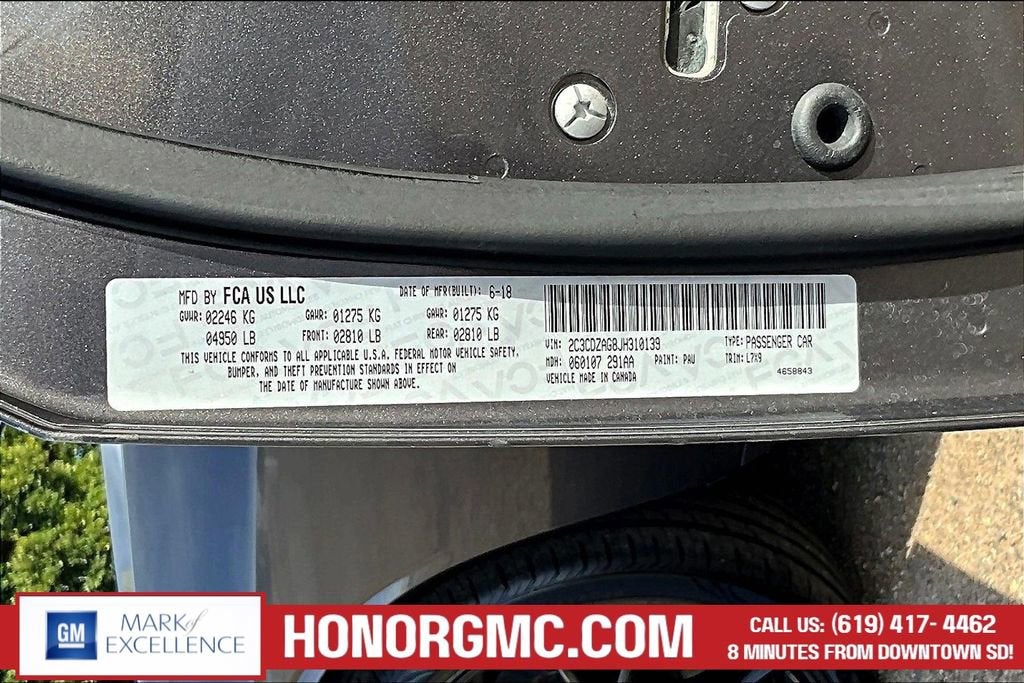 MFD BY FCA US LLC DATE OF MFR(BUILT): 6-18
GVWR: 02246 KG GAWR: 01275 KG GAWR: 01275 KG
04950 LB FRONT: 02810 LB REAR: 02810 LB
THIS VEHICLE CONFORMS TO ALL APPLICABLE U.S.A. FEDERAL MOTOR VEHICLE SAFETY,
BUMPER, AND THEFT PREVENTION STANDARDS IN EFFECT ON
THE DATE OF MANUFACTURE SHOWN ABOVE.
VIN: 2C3CDZAG8JH310139 TYPE: PASSENGER CAR
MDH: 060107 291AA PAINT: PAU TRIM: L7X9
VEHICLE MADE IN CANADA 4658843
GM
MARK of
EXCELLENCE
HONORGMC.COM
CALL US: (619) 417- 4462
8 MINUTES FROM DOWNTOWN SD!